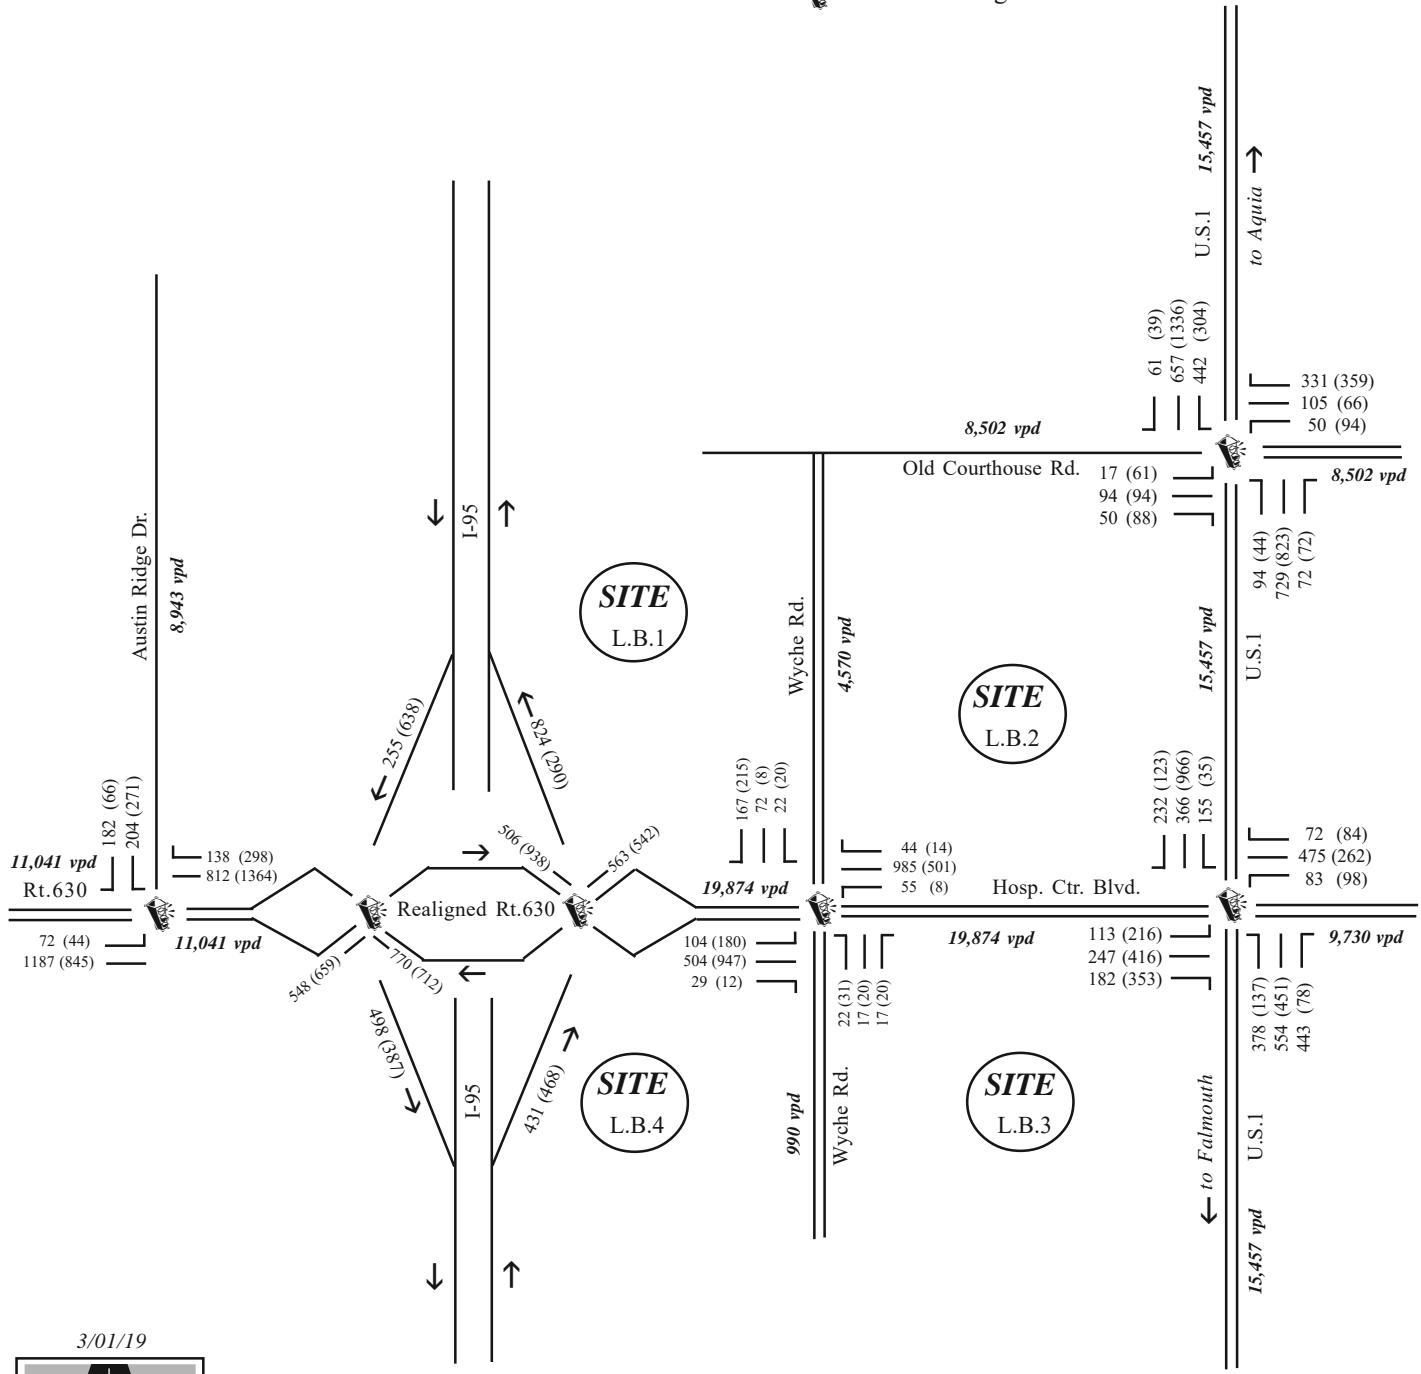 15,457 vpd
U.S.1
to Aquia
61 (39)
657 (1336)
442 (304)
331 (359)
105 (66)
50 (94)
8,502 vpd
Old Courthouse Rd.
17 (61)
94 (94)
50 (88)
8,502 vpd
94 (44)
729 (823)
72 (72)
Austin Ridge Dr.
8,943 vpd
I-95
SITE
L.B.1
Wyche Rd.
4,570 vpd
SITE
L.B.2
15,457 vpd
U.S.1
255 (638)
824 (290)
182 (66)
204 (271)
138 (298)
812 (1364)
11,041 vpd
Rt.630
72 (44)
1187 (845)
11,041 vpd
506 (938)
563 (542)
Realigned Rt.630
548 (659)
770 (712)
167 (215)
72 (8)
22 (20)
44 (14)
985 (501)
55 (8)
19,874 vpd
104 (180)
504 (947)
29 (12)
22 (31)
17 (20)
17 (20)
Hosp. Ctr. Blvd.
19,874 vpd
232 (123)
366 (966)
155 (35)
72 (84)
475 (262)
83 (98)
113 (216)
247 (416)
182 (353)
9,730 vpd
378 (137)
554 (451)
443 (78)
498 (387)
431 (468)
I-95
SITE
L.B.4
990 vpd
Wyche Rd.
SITE
L.B.3
to Falmouth
U.S.1
15,457 vpd
3/01/19